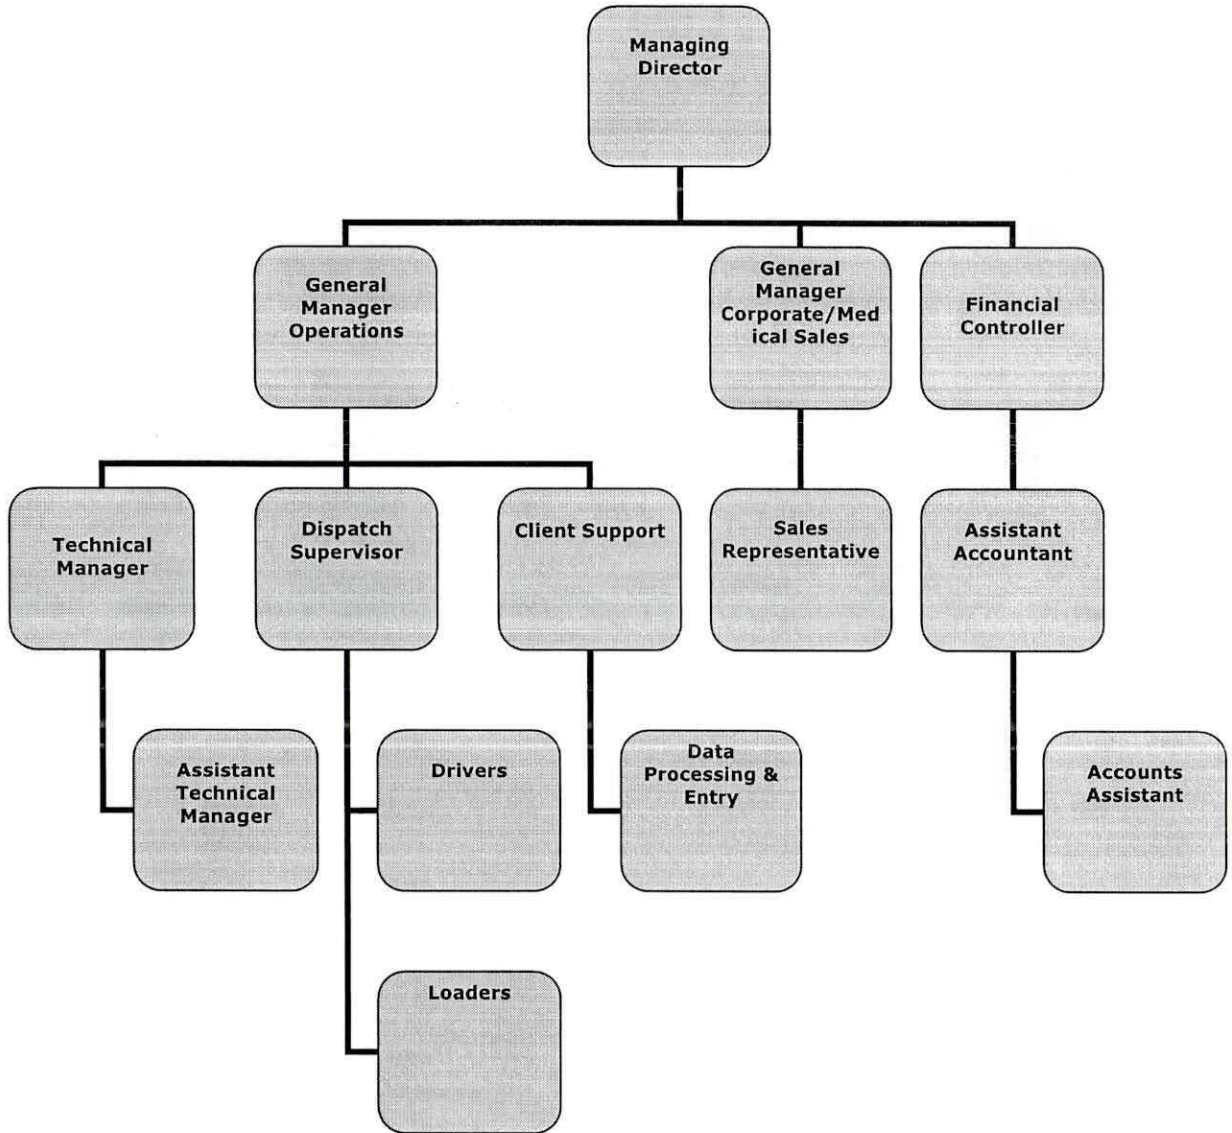 Managing
Director
General
Manager
Operations
General
Manager
Corporate/Med
ical Sales
Financial
Controller
Technical
Manager
Dispatch
Supervisor
Client Support
Sales
Representative
Assistant
Accountant
Assistant
Technical
Manager
Drivers
Data
Processing &
Entry
Accounts
Assistant
Loaders